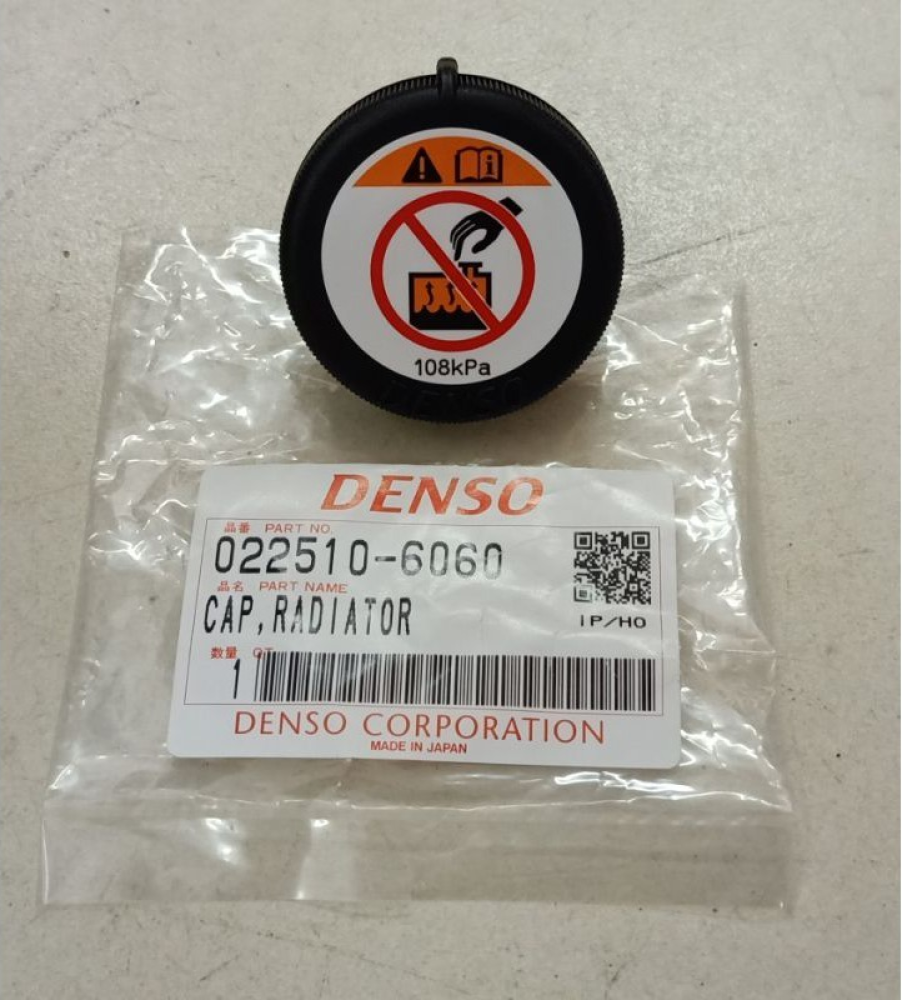 108kPa
DENSO
DENSO
品番 PART NO.
022510-6060
品名 PART NAME
CAP,RADIATOR
iP/HO
数量 QT
1
DENSO CORPORATION
MADE IN JAPAN